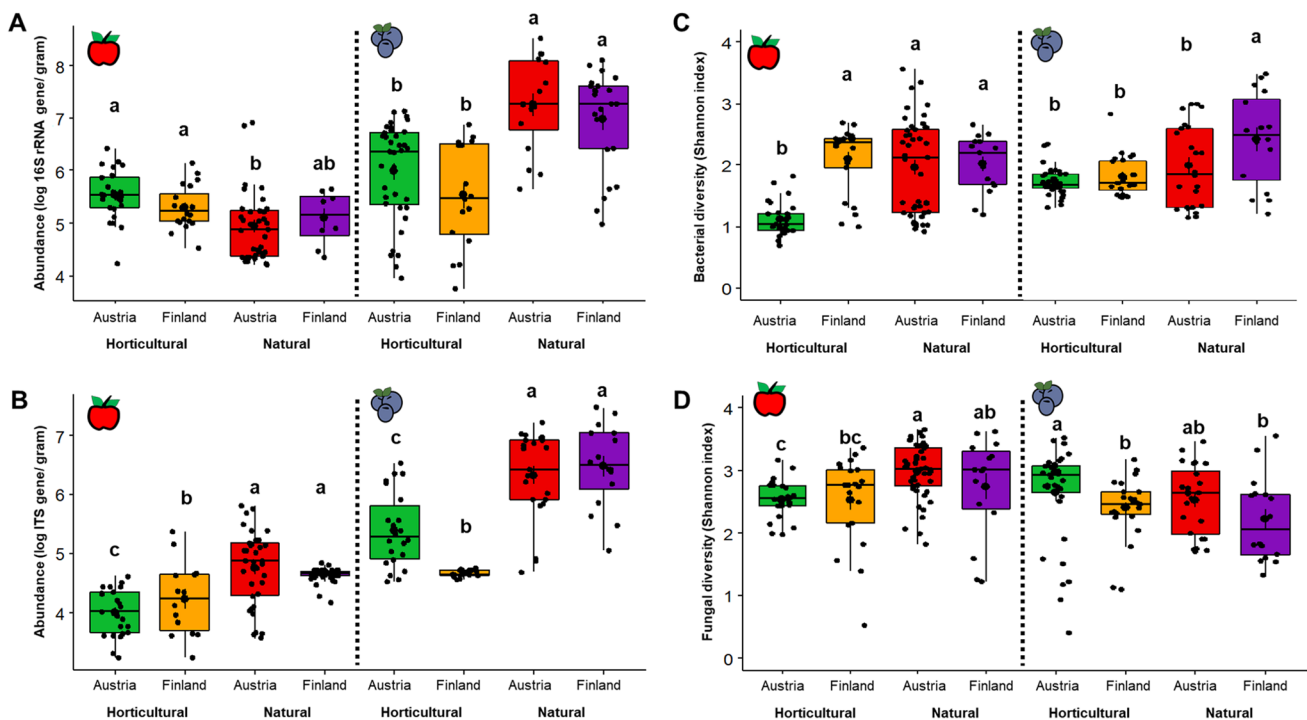 A
Abundance (log 16S rRNA gene/ gram)
8
7
6
5
4
a
a
b
ab
b
b
a
a
Austria Finland Austria Finland Austria Finland Austria Finland
Horticultural Natural Horticultural Natural
C
Bacterial diversity (Shannon index)
4
3
2
1
0
b
a
a
a
b
b
b
a
Austria Finland Austria Finland Austria Finland Austria Finland
Horticultural Natural Horticultural Natural
B
Abundance (log ITS gene/ gram)
7
6
5
4
c
b
a
a
c
b
a
a
Austria Finland Austria Finland Austria Finland Austria Finland
Horticultural Natural Horticultural Natural
D
Fungal diversity (Shannon index)
4
3
2
1
0
c
bc
a
ab
a
b
ab
b
Austria Finland Austria Finland Austria Finland Austria Finland
Horticultural Natural Horticultural Natural